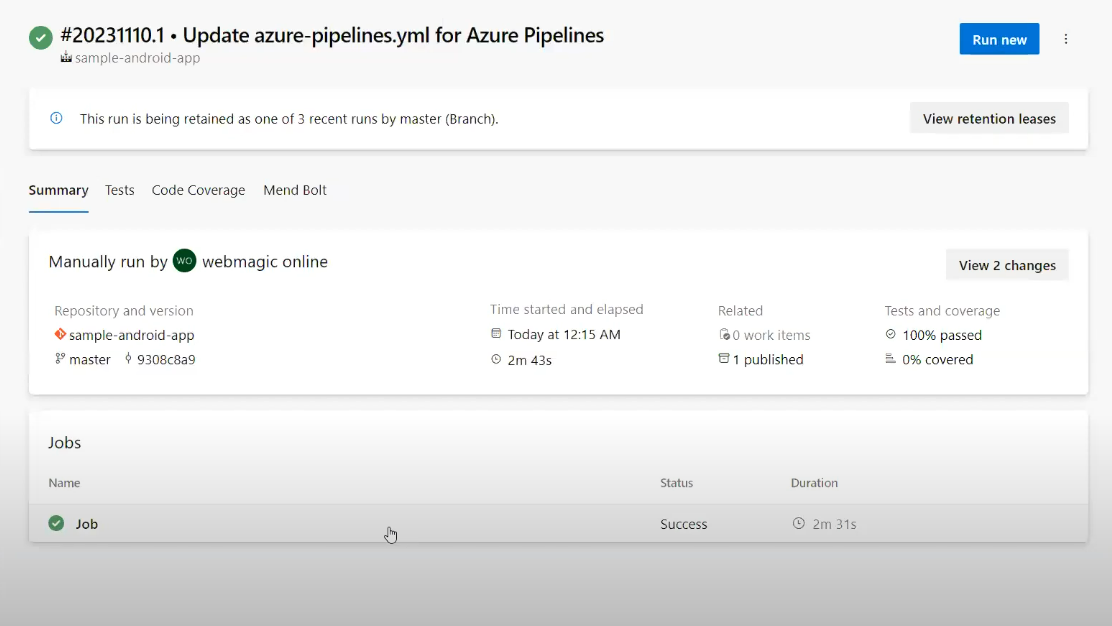 #20231110.1 • Update azure-pipelines.yml for Azure Pipelines
Run new
sample-android-app
This run is being retained as one of 3 recent runs by master (Branch).
View retention leases
Summary Tests Code Coverage Mend Bolt
Manually run by WO webmagic online
View 2 changes
Repository and version Time started and elapsed Related Tests and coverage
sample-android-app Today at 12:15 AM 0 work items 100% passed
master 9308c8a9 2m 43s 1 published 0% covered
Jobs
Name Status Duration
Job Success 2m 31s